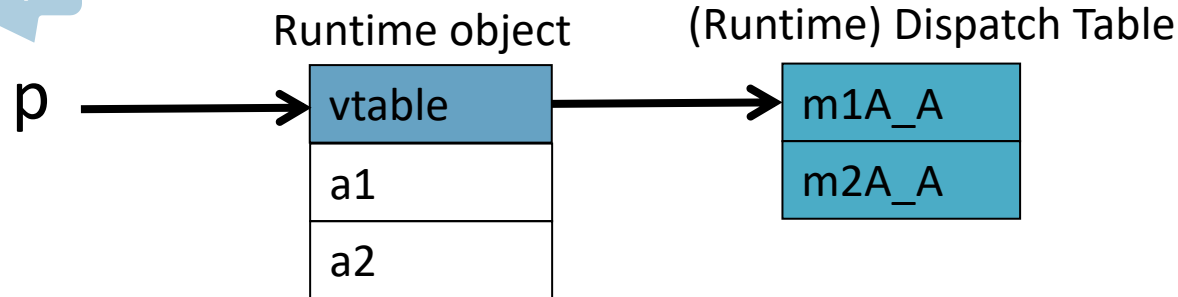 Runtime object
(Runtime) Dispatch Table
p
vtable
m1A_A
a1
m2A_A
a2